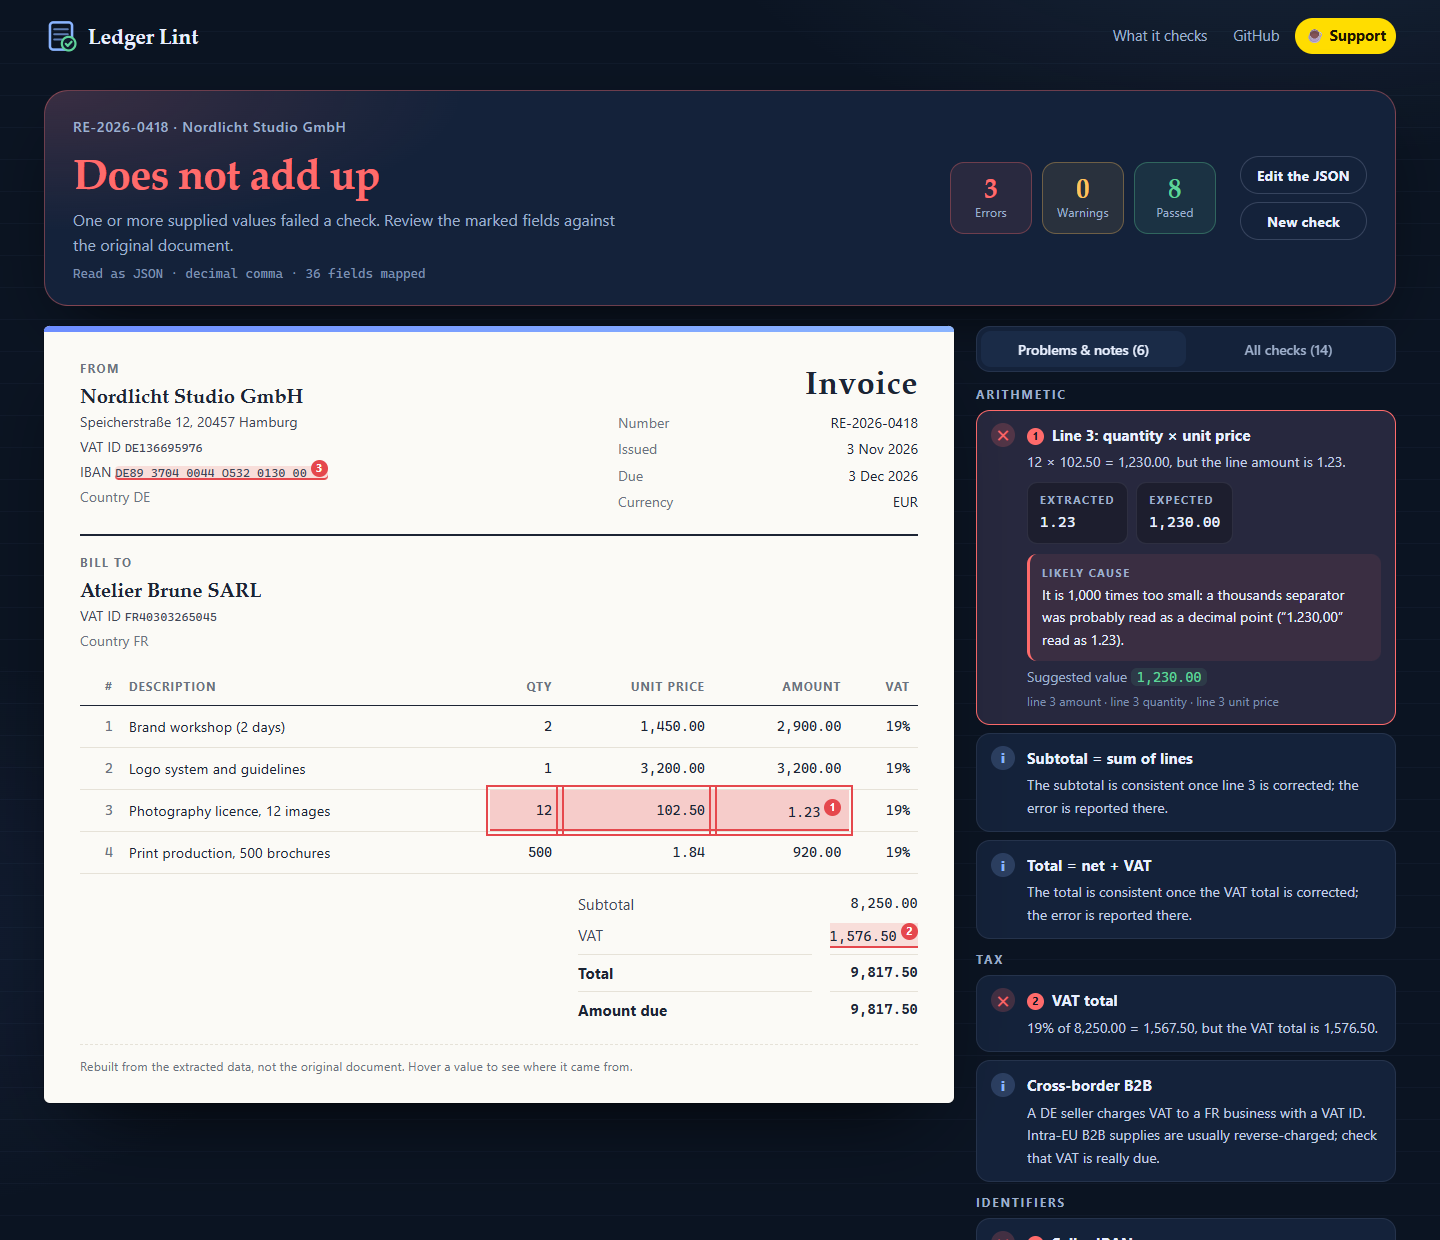 Ledger Lint
What it checks
GitHub
Support
RE-2026-0418 · Nordlicht Studio GmbH
Does not add up
One or more supplied values failed a check. Review the marked fields against
the original document.
Read as JSON · decimal comma · 36 fields mapped
3
Errors
0
Warnings
8
Passed
Edit the JSON
New check
FROM
Nordlicht Studio GmbH
Speicherstraße 12, 20457 Hamburg
VAT ID DE136695976
IBAN DE89 3704 0044 O532 0130 00 3
Country DE
Invoice
Number RE-2026-0418
Issued 3 Nov 2026
Due 3 Dec 2026
Currency EUR
BILL TO
Atelier Brune SARL
VAT ID FR40303265045
Country FR
# DESCRIPTION QTY UNIT PRICE AMOUNT VAT
1 Brand workshop (2 days) 2 1,450.00 2,900.00 19%
2 Logo system and guidelines 1 3,200.00 3,200.00 19%
3 Photography licence, 12 images 12 102.50 1.23 1 19%
4 Print production, 500 brochures 500 1.84 920.00 19%
Subtotal 8,250.00
VAT 1,576.50 2
Total 9,817.50
Amount due 9,817.50
Rebuilt from the extracted data, not the original document. Hover a value to see where it came from.
Problems & notes (6)
All checks (14)
ARITHMETIC
1 Line 3: quantity × unit price
12 × 102.50 = 1,230.00, but the line amount is 1.23.
EXTRACTED
1.23
EXPECTED
1,230.00
LIKELY CAUSE
It is 1,000 times too small: a thousands separator
was probably read as a decimal point ("1.230,00"
read as 1.23).
Suggested value 1,230.00
line 3 amount · line 3 quantity · line 3 unit price
i Subtotal = sum of lines
The subtotal is consistent once line 3 is corrected; the
error is reported there.
i Total = net + VAT
The total is consistent once the VAT total is corrected;
the error is reported there.
TAX
2 VAT total
19% of 8,250.00 = 1,567.50, but the VAT total is 1,576.50.
i Cross-border B2B
A DE seller charges VAT to a FR business with a VAT ID.
Intra-EU B2B supplies are usually reverse-charged; check
that VAT is really due.
IDENTIFIERS